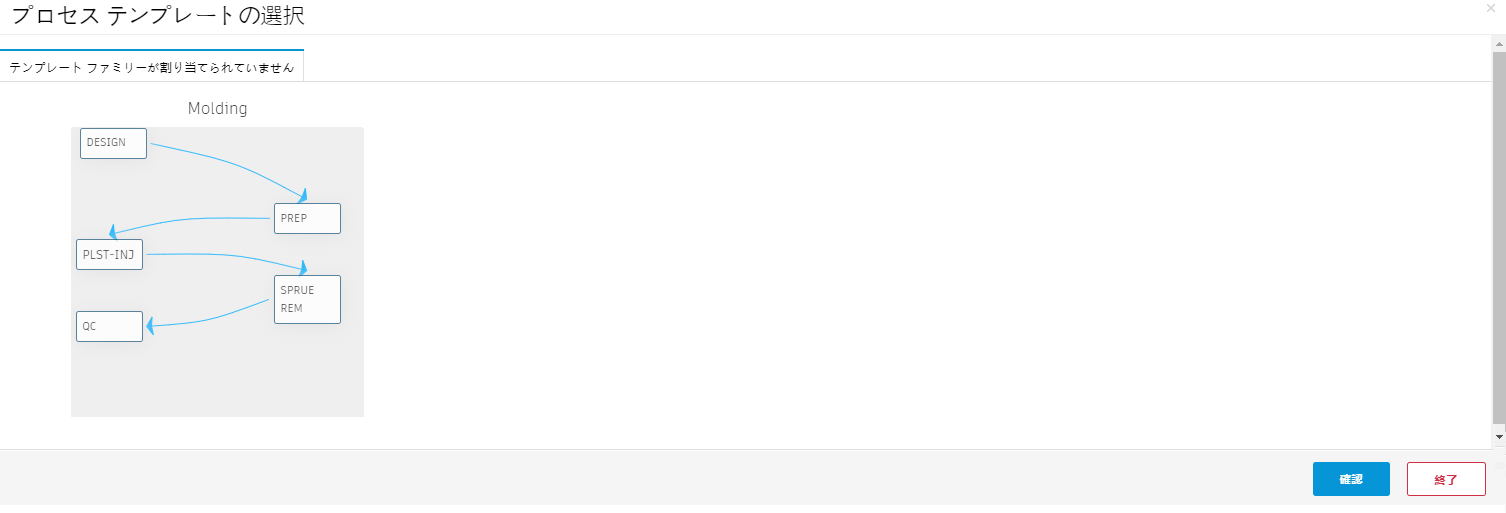 プロセス テンプレートの選択
テンプレート ファミリーが割り当てられていません
Molding
DESIGN
PREP
PLST-INJ
SPRUE
REM
QC
確認
終了